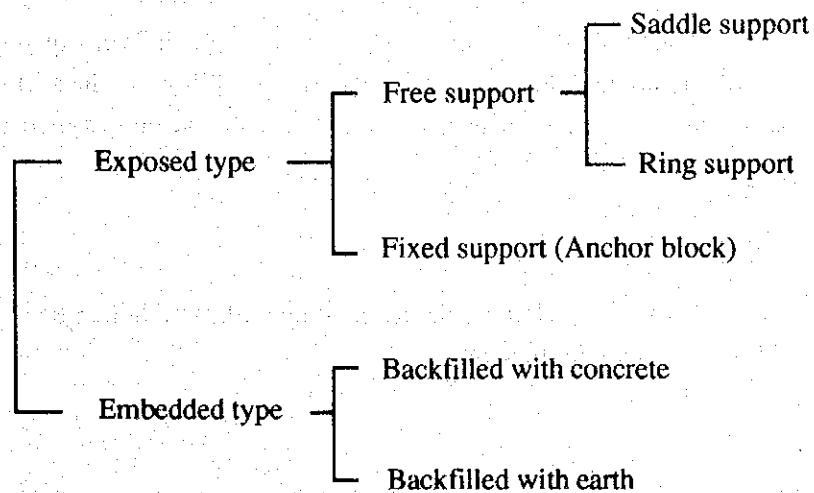 Saddle support
Free support
Exposed type
Ring support
Fixed support (Anchor block)
Backfilled with concrete
Embedded type
Backfilled with earth